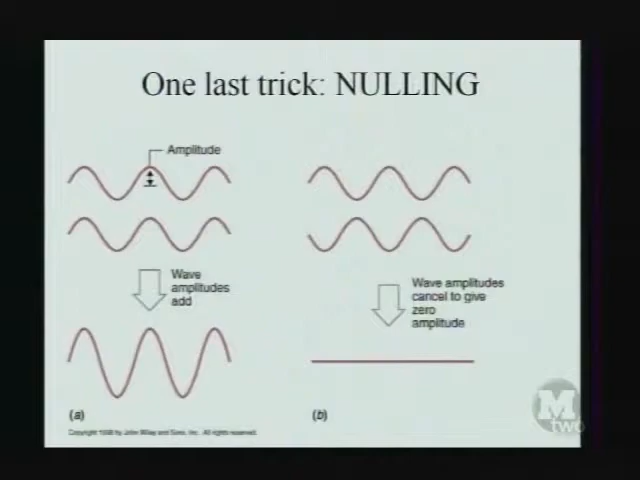 One last trick: NULLING
Amplitude
Wave
amplitudes
add
Wave amplitudes
cancel to give
zero
amplitude
(a)
(b)
Copyright 1998 by John Wiley and Sons, Inc. All rights reserved.
M
two